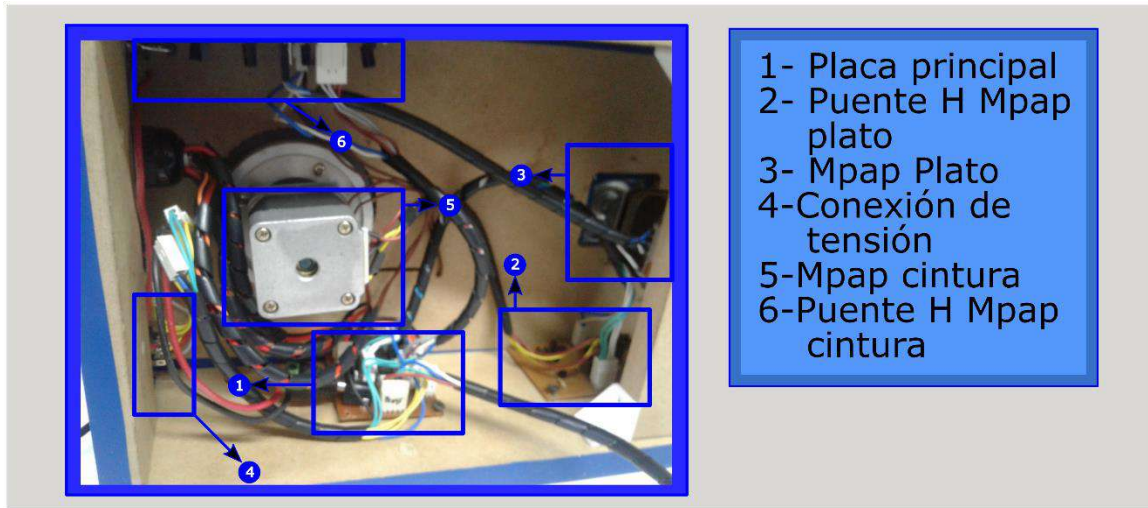 6
3
5
2
1
4
1- Placa principal
2- Puente H Mpap
plato
3- Mpap Plato
4-Conexión de
tensión
5-Mpap cintura
6-Puente H Mpap
cintura